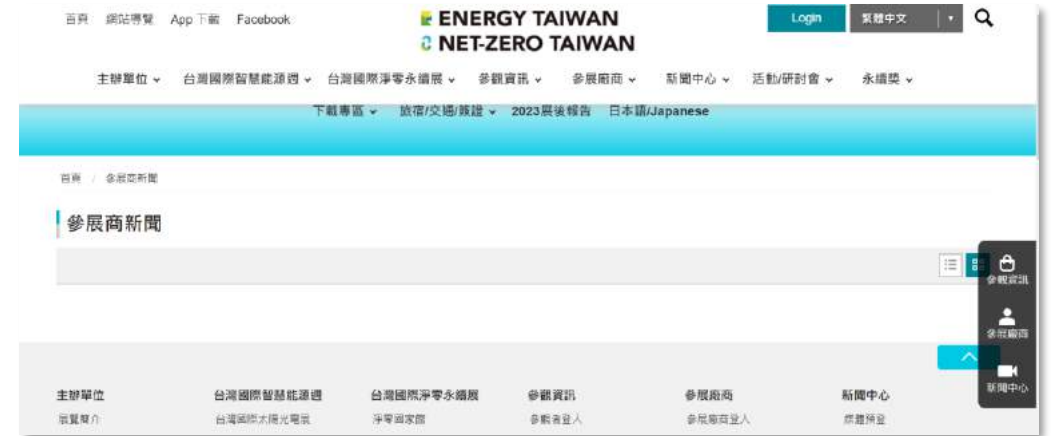 首頁 網站導覽 App 下載 Facebook
ENERGY TAIWAN
NET-ZERO TAIWAN
Login 繁體中文
主辦單位 台灣國際智慧能源週 台灣國際淨零永續展 參觀資訊 參展廠商 新聞中心 活動/研討會 永續獎
下載專區 旅宿/交通/簽證 2023展後報告 日本語/Japanese
首頁 / 參展商新聞
參展商新聞
參觀資訊
參展廠商
新聞中心
主辦單位 台灣國際智慧能源週 台灣國際淨零永續展 參觀資訊 參展廠商 新聞中心
展覽簡介 台灣國際太陽光電展 淨零國家館 參觀者登入 參展廠商登入 媒體預登